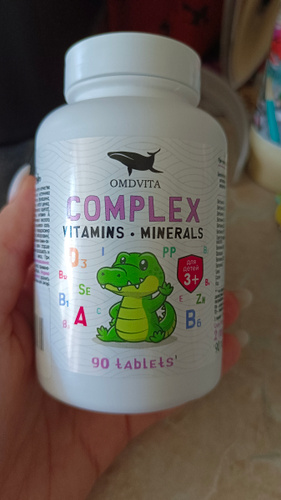 OMDVITA
COMPLEX
VITAMINS • MINERALS
D3 I PP
для
детей
3+
Se
B1 A C E Zn
B6
90 tablets